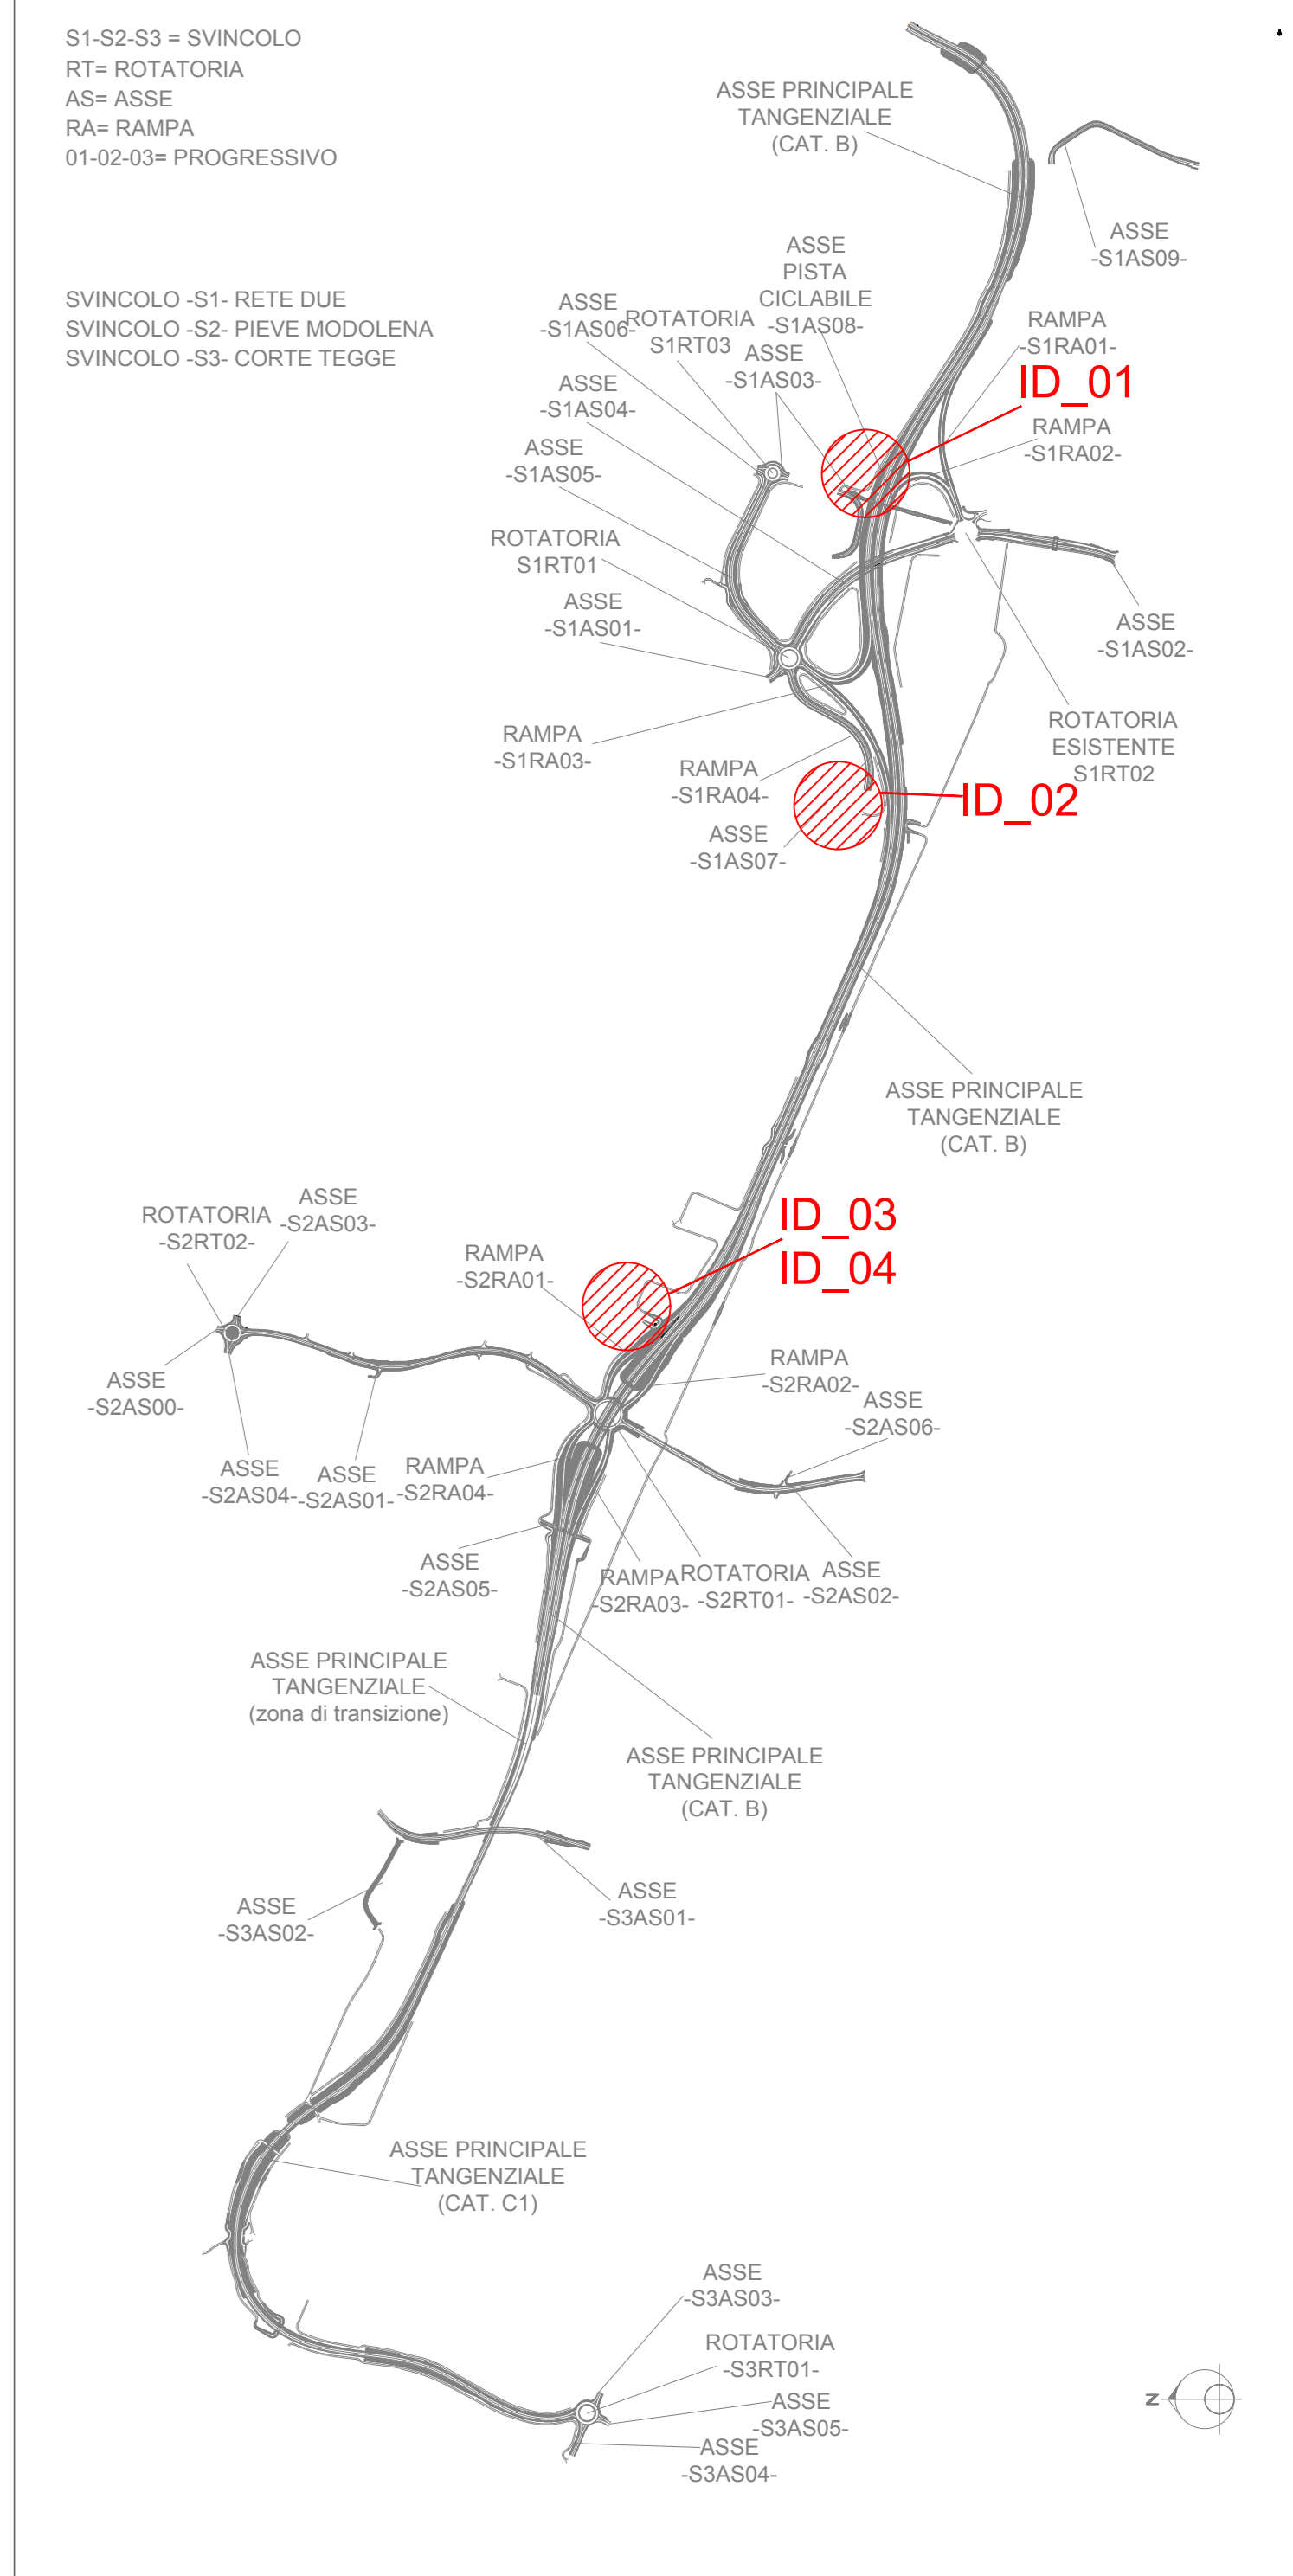 S1-S2-S3 = SVINCOLO
RT= ROTATORIA
AS= ASSE
RA= RAMPA
01-02-03= PROGRESSIVO
SVINCOLO -S1- RETE DUE
SVINCOLO -S2- PIEVE MODOLENA
SVINCOLO -S3- CORTE TEGGE
ASSE PRINCIPALE
TANGENZIALE
(CAT. B)
ASSE
-S1AS09-
ASSE
PISTA
CICLABILE
-S1AS08-
ASSE
-S1AS06-
ROTATORIA
S1RT03
ASSE
-S1AS03-
RAMPA
-S1RA01-
ID_01
ASSE
-S1AS04-
RAMPA
-S1RA02-
ASSE
-S1AS05-
ROTATORIA
S1RT01
ASSE
-S1AS01-
ASSE
-S1AS02-
RAMPA
-S1RA03-
ROTATORIA
ESISTENTE
S1RT02
RAMPA
-S1RA04-
ID_02
ASSE
-S1AS07-
ASSE PRINCIPALE
TANGENZIALE
(CAT. B)
ASSE
-S2AS03-
ROTATORIA
-S2RT02-
ID_03
ID_04
RAMPA
-S2RA01-
ASSE
-S2AS00-
RAMPA
-S2RA02-
ASSE
-S2AS06-
ASSE
-S2AS04-
ASSE
-S2AS01-
RAMPA
-S2RA04-
ASSE
-S2AS05-
RAMPA
-S2RA03-
ROTATORIA
-S2RT01-
ASSE
-S2AS02-
ASSE PRINCIPALE
TANGENZIALE
(zona di transizione)
ASSE PRINCIPALE
TANGENZIALE
(CAT. B)
ASSE
-S3AS02-
ASSE
-S3AS01-
ASSE PRINCIPALE
TANGENZIALE
(CAT. C1)
ASSE
-S3AS03-
ROTATORIA
-S3RT01-
ASSE
-S3AS05-
ASSE
-S3AS04-
N